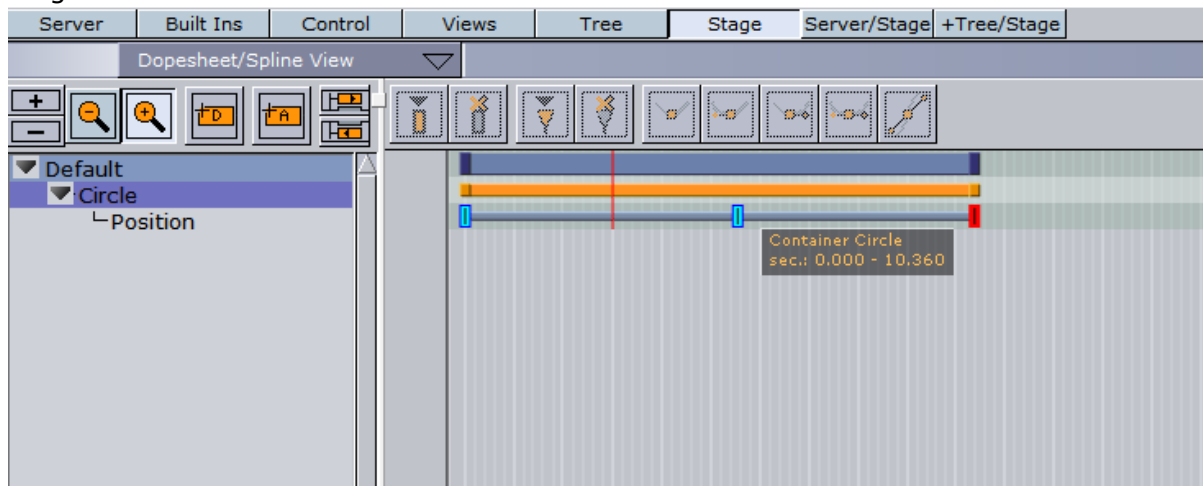 Server Built Ins Control Views Tree Stage Server/Stage +Tree/Stage
Dopesheet/Spline View
+ - D A
Default
Circle
Position
Container Circle
sec.: 0.000 - 10.360